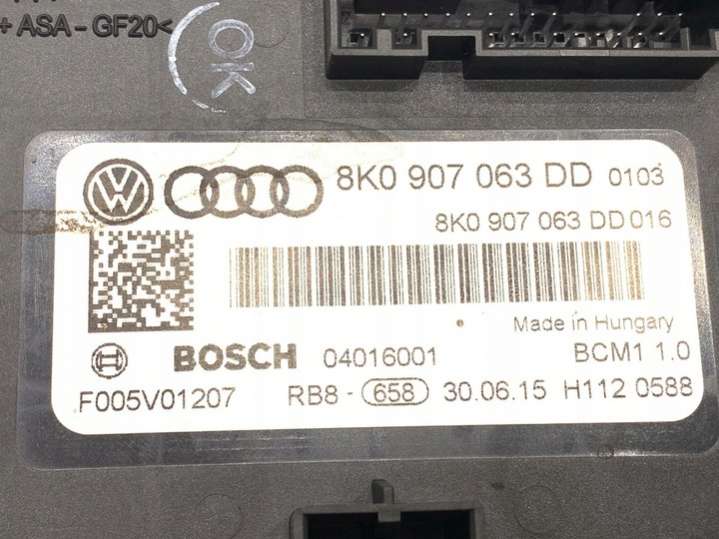 + ASA - GF20<
OK
8K0 907 063 DD 0103
8K0 907 063 DD 016
Made in Hungary
BOSCH 04016001 BCM1 1.0
F005V01207 RB8 - 658 30.06.15 H112 0588